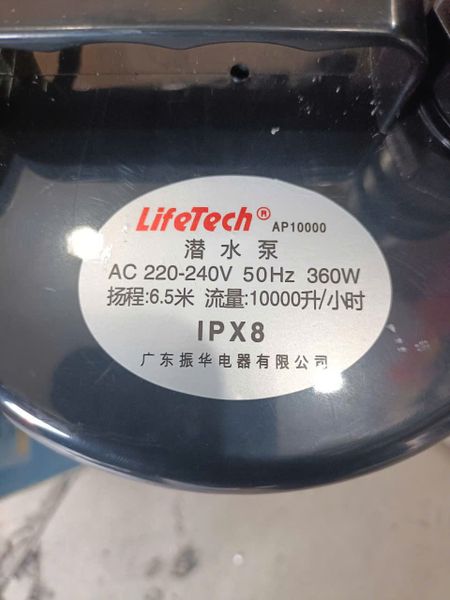 LifeTech® AP10000
潜水泵
AC 220-240V 50Hz 360W
扬程:6.5米 流量:10000升/小时
IPX8
广东振华电器有限公司